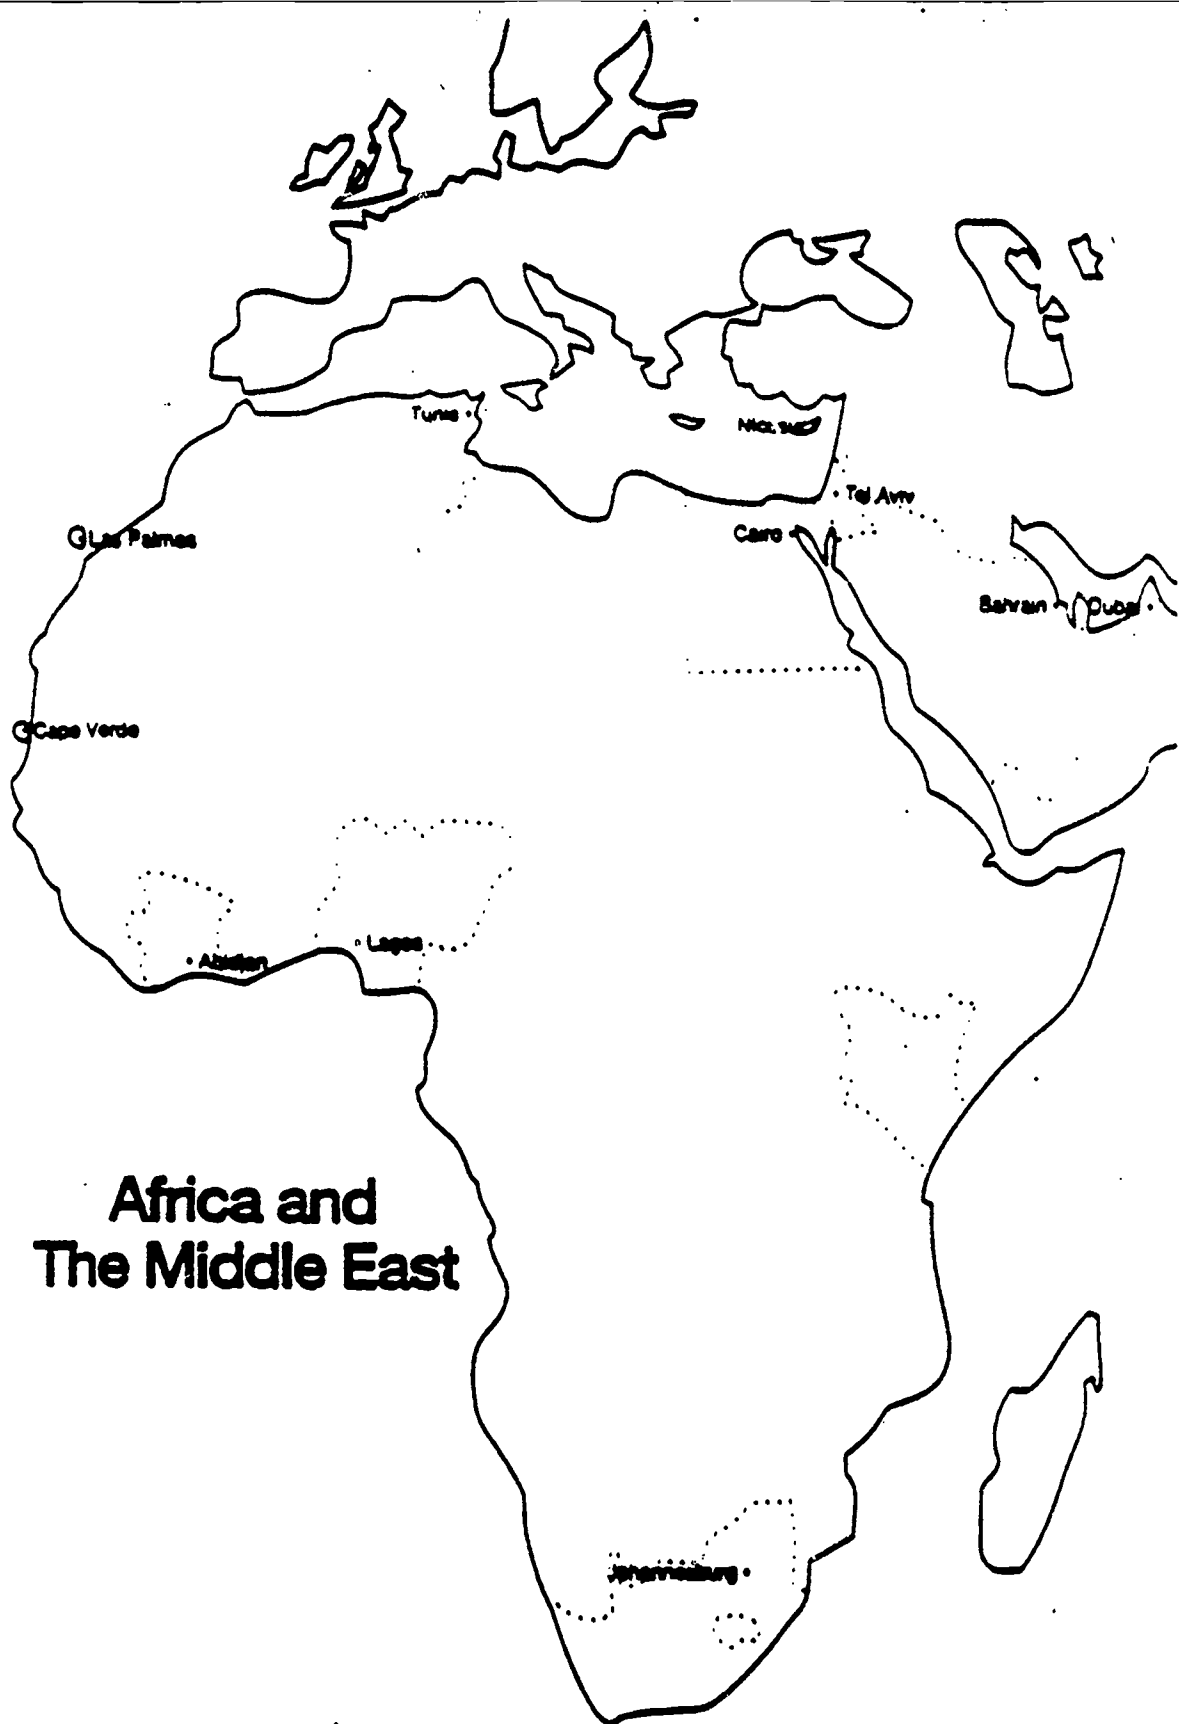 Tunis
Tel Aviv
Las Palmas
Cairo
Bahrain
Dubai
Cape Verde
Lagos
Abidjan
Africa and
The Middle East
Johannesburg